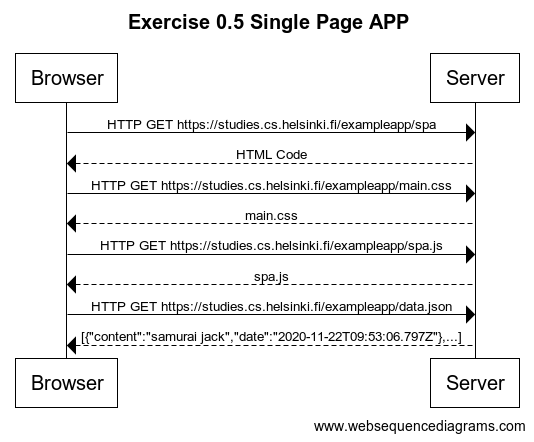 Exercise 0.5 Single Page APP
Browser Server
HTTP GET https://studies.cs.helsinki.fi/exampleapp/spa
HTML Code
HTTP GET https://studies.cs.helsinki.fi/exampleapp/main.css
main.css
HTTP GET https://studies.cs.helsinki.fi/exampleapp/spa.js
spa.js
HTTP GET https://studies.cs.helsinki.fi/exampleapp/data.json
[{"content":"samurai jack","date":"2020-11-22T09:53:06.797Z"},...]
Browser Server
www.websequencediagrams.com